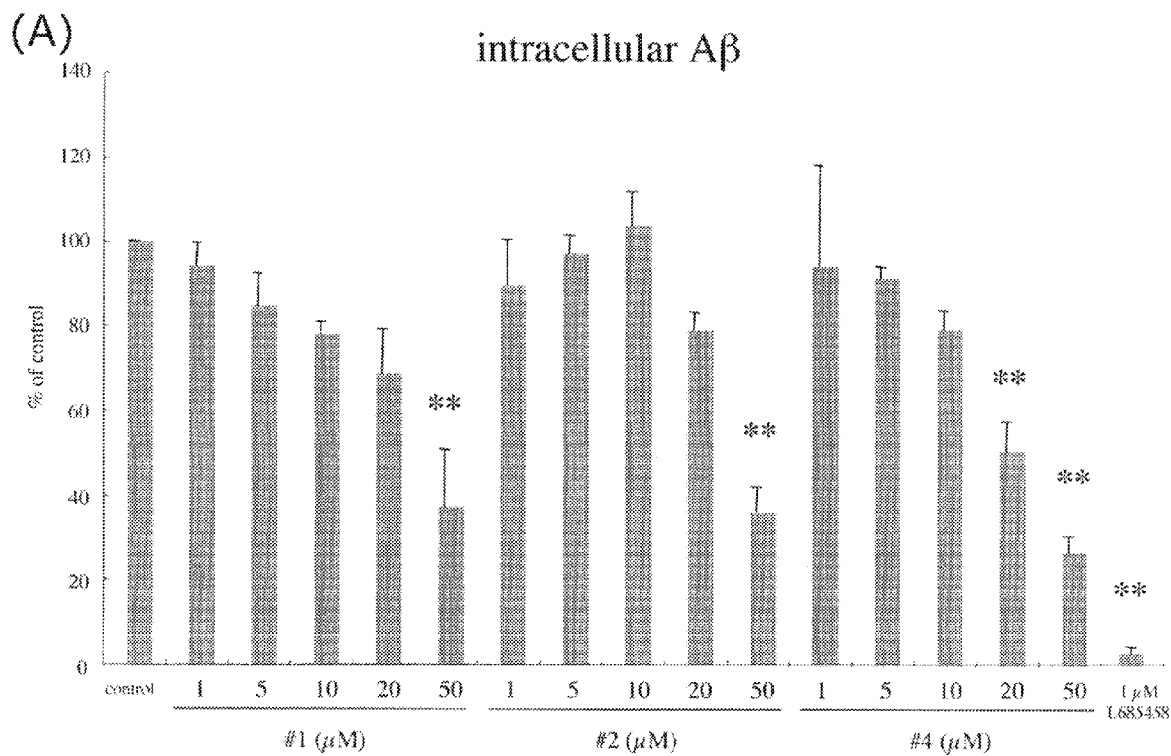 (A)
intracellular Aβ
140
120
100
80
60
40
20
0
% of control
**
**
**
**
**
control 1 5 10 20 50 1 5 10 20 50 1 5 10 20 50 1 μM
L685458
#1 (μM) #2 (μM) #4 (μM)